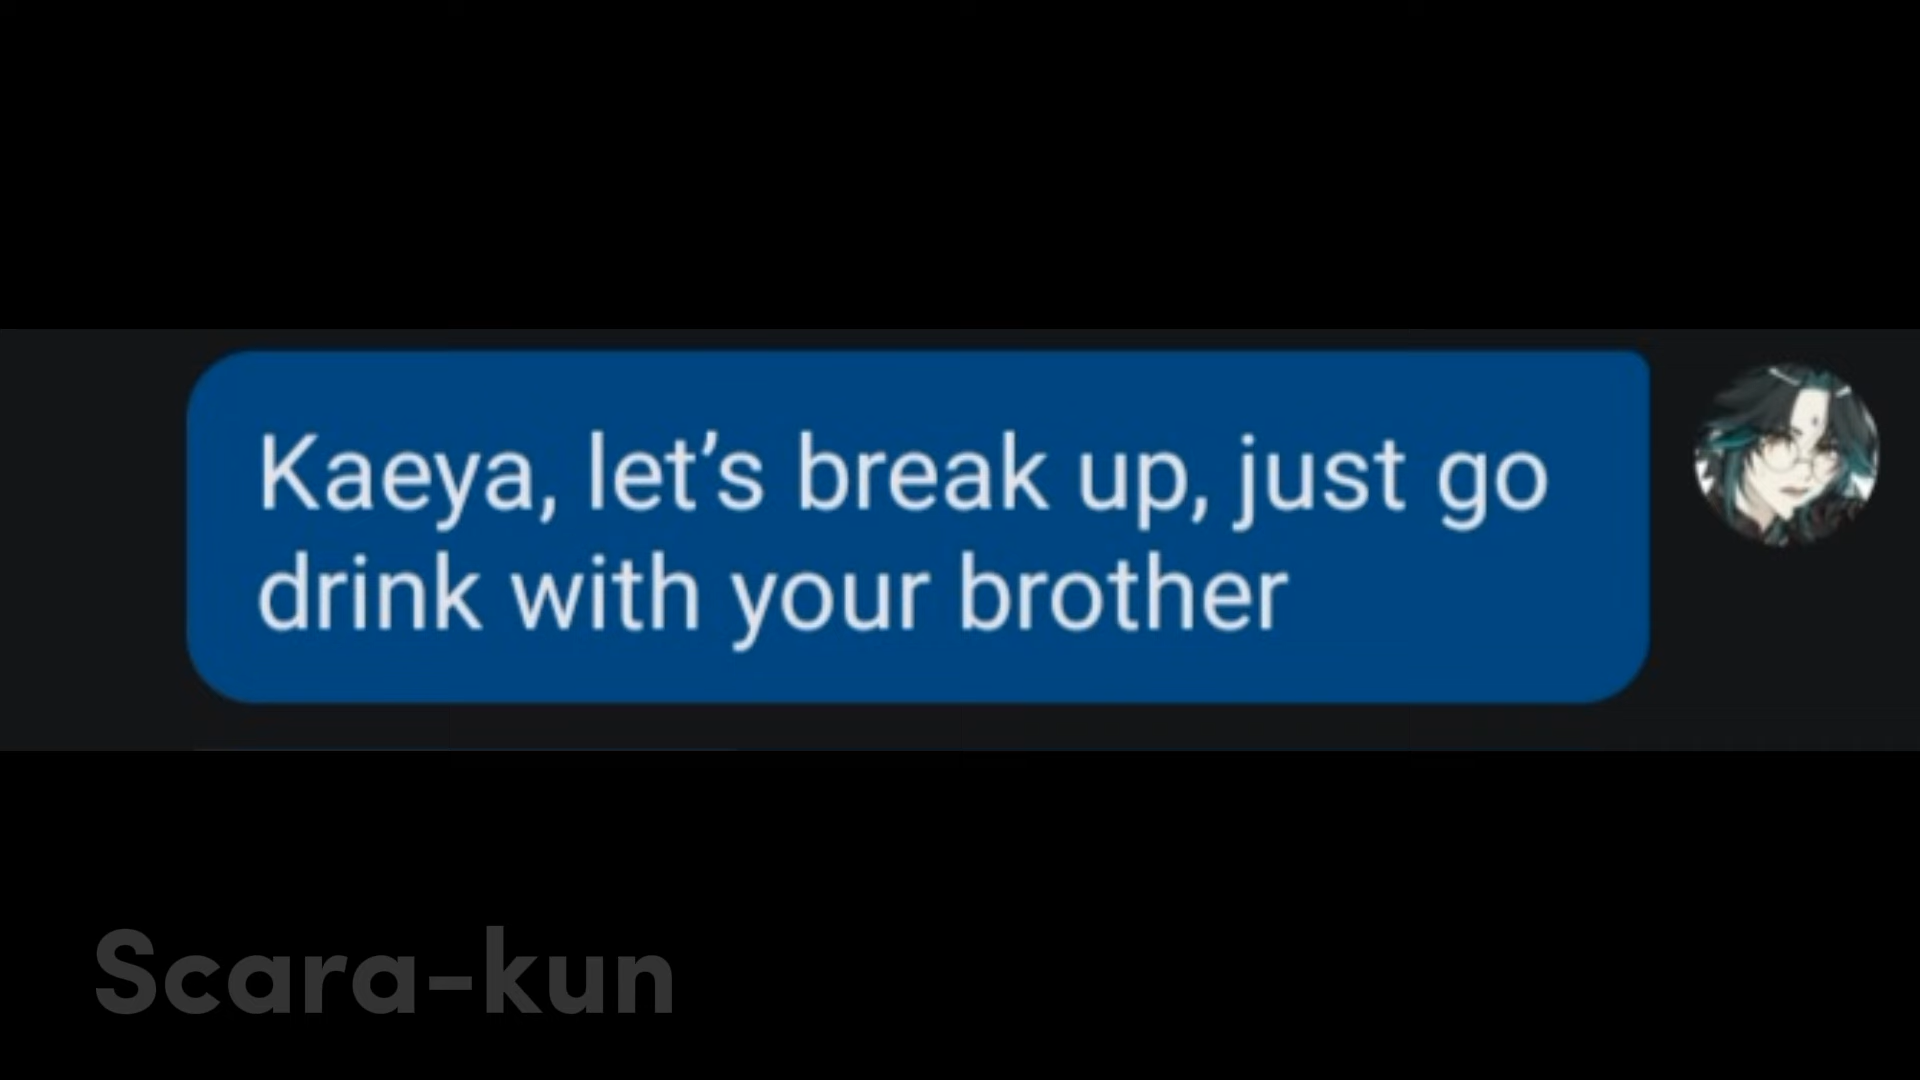 Kaeya, let’s break up, just go
drink with your brother
Scara-kun